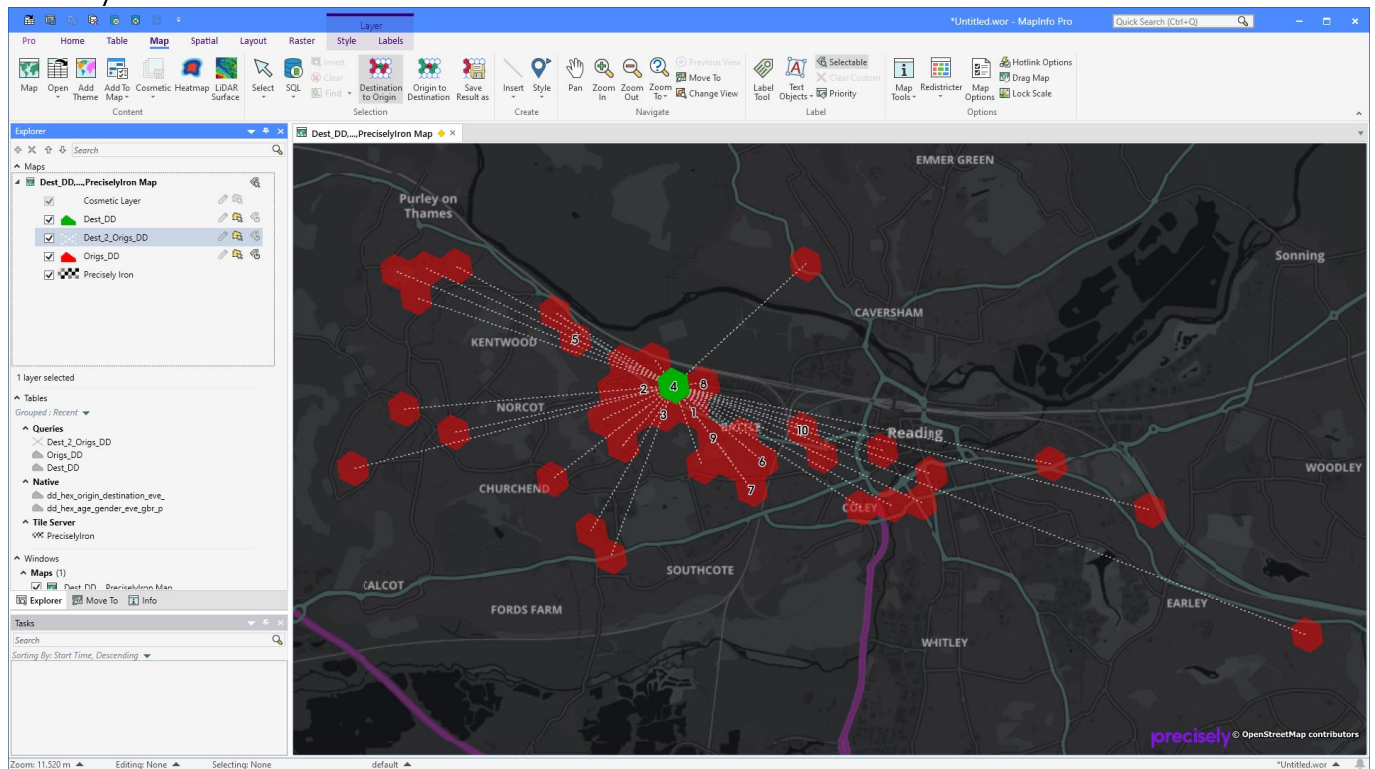 Layer
*Untitled.wor - MapInfo Pro
Quick Search (Ctrl+Q)
Pro Home Table Map Spatial Layout Raster Style Labels
Map
Open
Add Theme
Add To Map
Cosmetic
Heatmap
LiDAR Surface
Content
Select
SQL
Invert
Clear
Find
Destination to Origin
Origin to Destination
Save Result as
Selection
Insert
Style
Create
Pan
Zoom In
Zoom Out
Zoom To
Previous View
Move To
Change View
Navigate
Label Tool
Text Objects
Selectable
Clear Custom
Priority
Label
Map Tools
Redistricter
Map Options
Hotlink Options
Drag Map
Lock Scale
Options
Explorer
Search
Maps
Dest_DD,...,PreciselyIron Map
Cosmetic Layer
Dest_DD
Dest_2_Origs_DD
Origs_DD
Precisely Iron
1 layer selected
Tables
Grouped : Recent
Queries
Dest_2_Origs_DD
Origs_DD
Dest_DD
Native
dd_hex_origin_destination_eve_
dd_hex_age_gender_eve_gbr_p
Tile Server
PreciselyIron
Windows
Maps (1)
Explorer Move To Info
Tasks
Search
Sorting By: Start Time, Descending
Dest_DD,...,PreciselyIron Map
EMMER GREEN
Purley on
Thames
Sonning
CAVERSHAM
KENTWOOD
5
2
4
8
NORCOT
3
1
BATTLE
9
10
Reading
6
WOODLEY
CHURCHEND
7
COLEY
SOUTHCOTE
CALCOT
FORDS FARM
EARLEY
WHITLEY
precisely © OpenStreetMap contributors
Zoom: 11.520 m
Editing: None
Selecting: None
default
*Untitled.wor